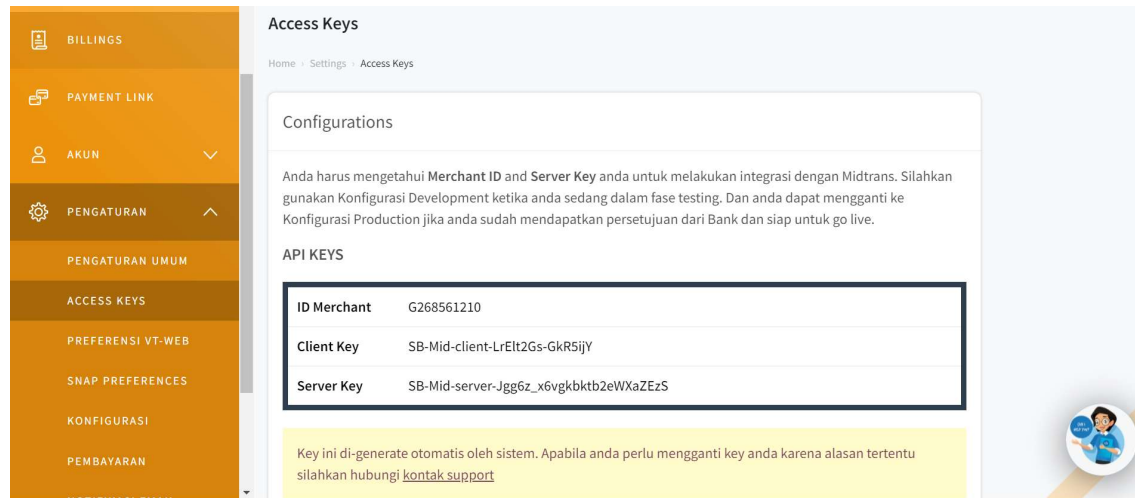 BILLINGS
PAYMENT LINK
AKUN
PENGATURAN
PENGATURAN UMUM
ACCESS KEYS
PREFERENSI VT-WEB
SNAP PREFERENCES
KONFIGURASI
PEMBAYARAN
Access Keys
Home › Settings › Access Keys
Configurations
Anda harus mengetahui Merchant ID and Server Key anda untuk melakukan integrasi dengan Midtrans. Silahkan
gunakan Konfigurasi Development ketika anda sedang dalam fase testing. Dan anda dapat mengganti ke
Konfigurasi Production jika anda sudah mendapatkan persetujuan dari Bank dan siap untuk go live.
API KEYS
ID Merchant G268561210
Client Key SB-Mid-client-LrElt2Gs-GkR5ijY
Server Key SB-Mid-server-Jgg6z_x6vgkbktb2eWXaZEzS
Key ini di-generate otomatis oleh sistem. Apabila anda perlu mengganti key anda karena alasan tertentu
silahkan hubungi kontak support